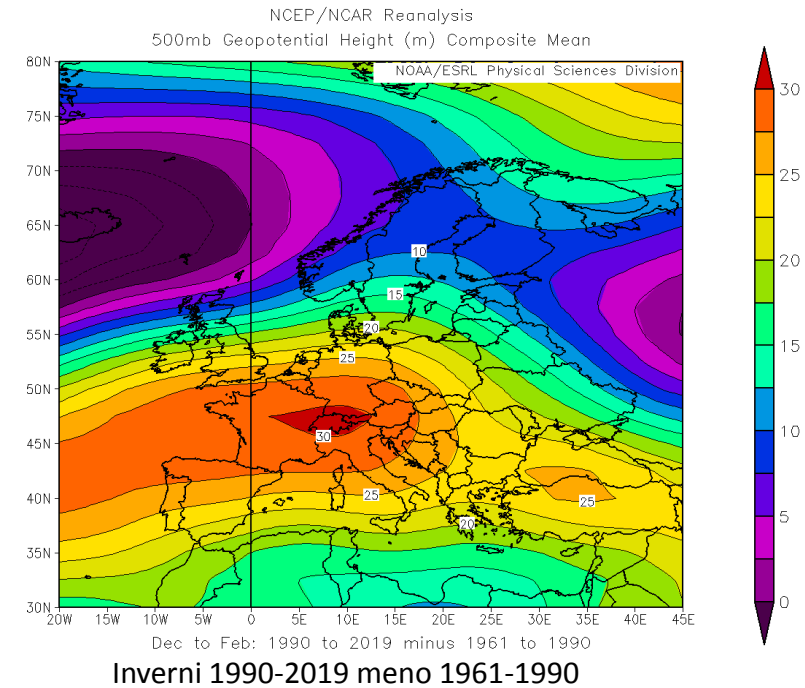 NCEP/NCAR Reanalysis
500mb Geopotential Height (m) Composite Mean
NOAA/ESRL Physical Sciences Division
80N
75N
70N
65N
60N
55N
50N
45N
40N
35N
30N
10
15
20
25
30
25
20
25
20W 15W 10W 5W 0 5E 10E 15E 20E 25E 30E 35E 40E 45E
30
25
20
15
10
5
0
Dec to Feb: 1990 to 2019 minus 1961 to 1990
Inverni 1990-2019 meno 1961-1990